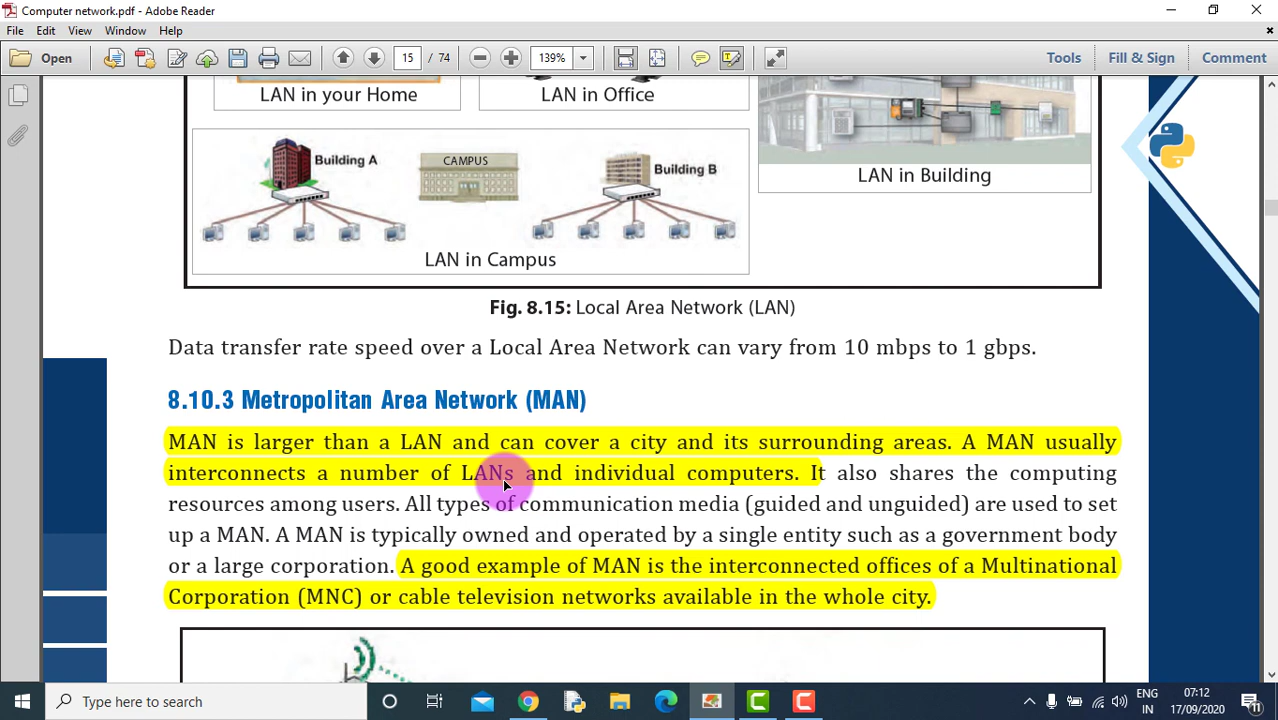 Computer network.pdf - Adobe Reader
File Edit View Window Help
Open 15 / 74 139% Tools Fill & Sign Comment
LAN in your Home LAN in Office
CAMPUS
Building A
Building B
LAN in Building
LAN in Campus
Fig. 8.15: Local Area Network (LAN)
Data transfer rate speed over a Local Area Network can vary from 10 mbps to 1 gbps.
8.10.3 Metropolitan Area Network (MAN)
MAN is larger than a LAN and can cover a city and its surrounding areas. A MAN usually
interconnects a number of LANs and individual computers. It also shares the computing
resources among users. All types of communication media (guided and unguided) are used to set
up a MAN. A MAN is typically owned and operated by a single entity such as a government body
or a large corporation. A good example of MAN is the interconnected offices of a Multinational
Corporation (MNC) or cable television networks available in the whole city.
Type here to search
ENG 07:12
IN 17/09/2020 11